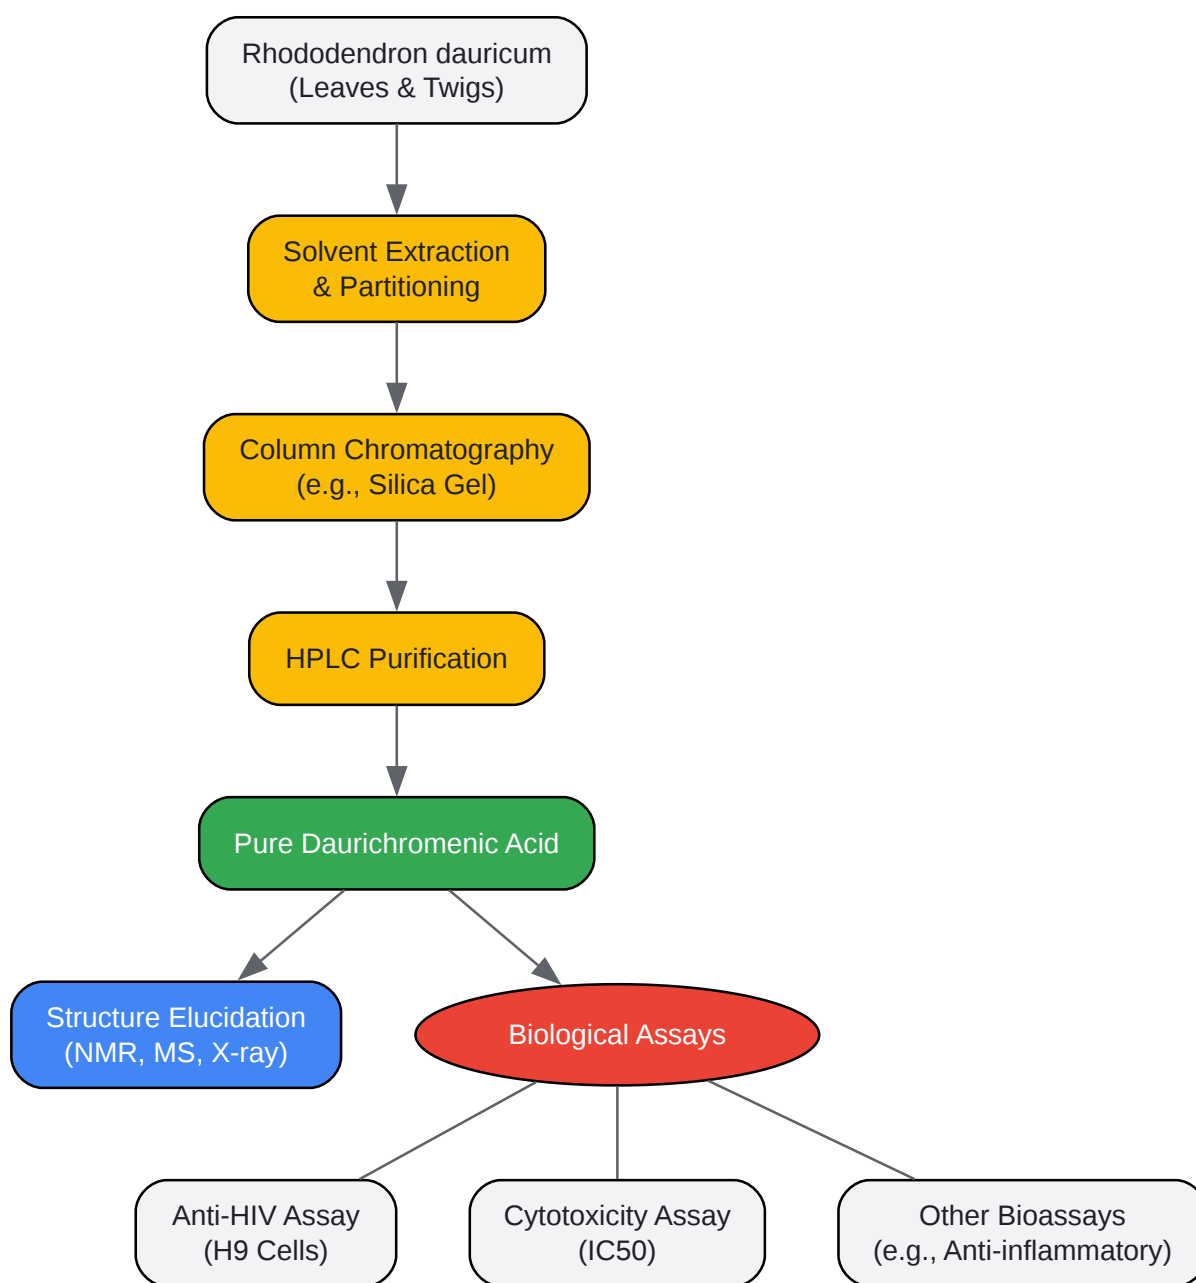 Rhododendron dauricum
(Leaves & Twigs)
Solvent Extraction
& Partitioning
Column Chromatography
(e.g., Silica Gel)
HPLC Purification
Pure Daurichromenic Acid
Structure Elucidation
(NMR, MS, X-ray)
Biological Assays
Anti-HIV Assay
(H9 Cells)
Cytotoxicity Assay
(IC50)
Other Bioassays
(e.g., Anti-inflammatory)